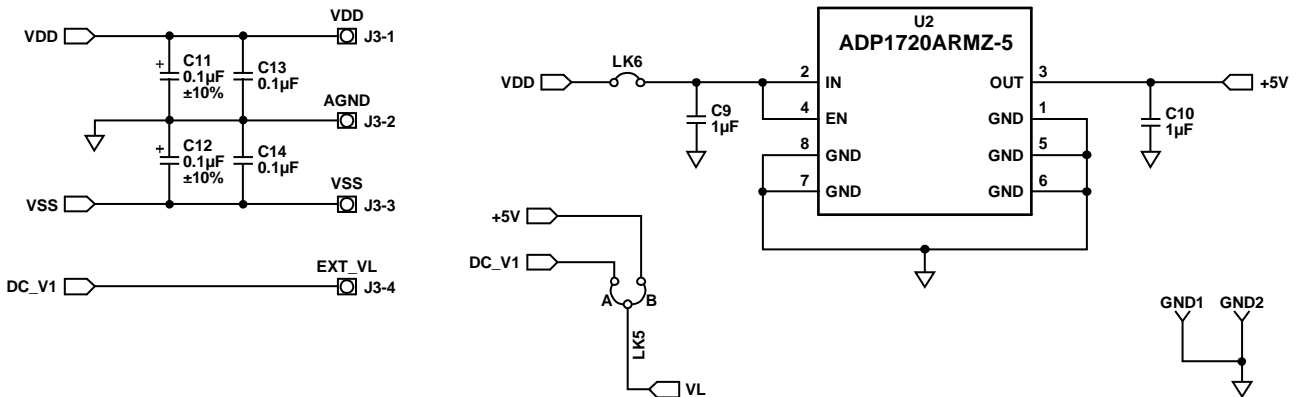 VDD
VDD
J3-1
+
C11
0.1µF
±10%
C13
0.1µF
AGND
J3-2
+
C12
0.1µF
±10%
C14
0.1µF
VSS
VSS
J3-3
DC_V1
EXT_VL
J3-4
VDD
LK6
C9
1µF
U2
ADP1720ARMZ-5
2
IN
4
EN
8
GND
7
GND
3
OUT
1
GND
5
GND
6
GND
C10
1µF
+5V
+5V
DC_V1
A
B
LK5
VL
GND1
GND2